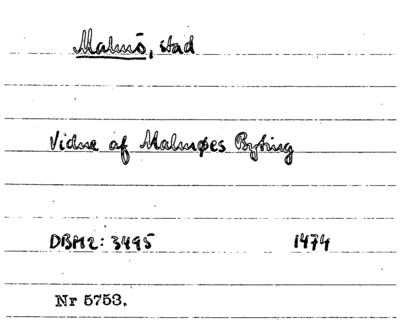 Malmö, stad
Vidne af Malmøes Byting
DBM2: 3495 1474
Nr 5753.